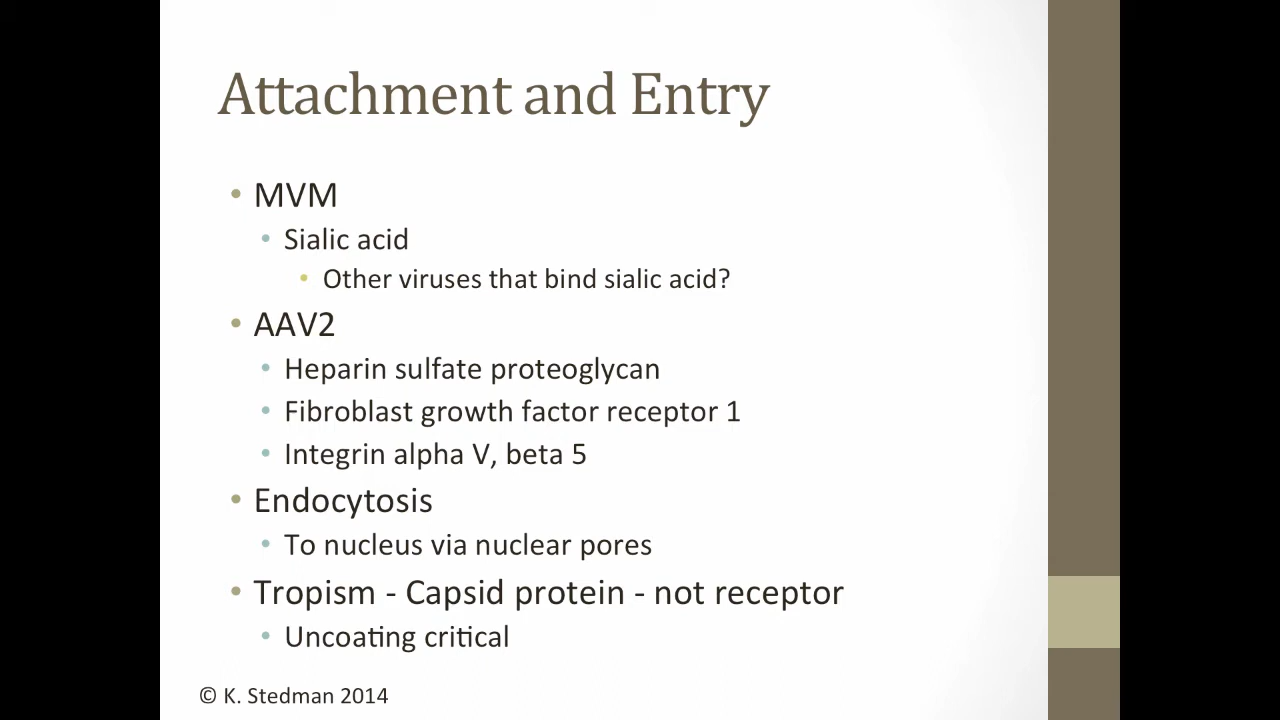 Attachment and Entry
• MVM
• Sialic acid
• Other viruses that bind sialic acid?
• AAV2
• Heparin sulfate proteoglycan
• Fibroblast growth factor receptor 1
• Integrin alpha V, beta 5
• Endocytosis
• To nucleus via nuclear pores
• Tropism - Capsid protein - not receptor
• Uncoating critical
© K. Stedman 2014